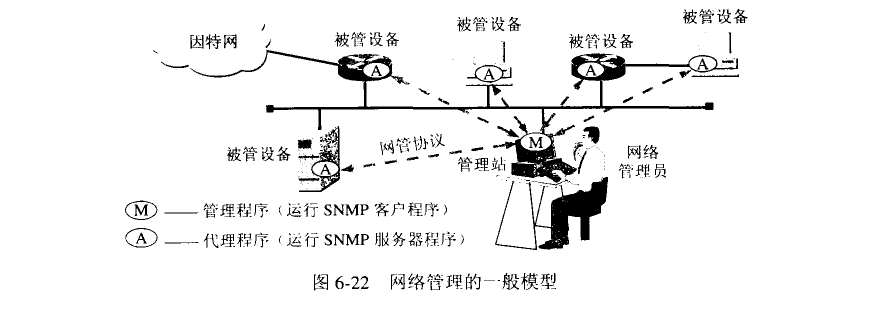 因特网
被管设备
被管设备
被管设备
被管设备
A
A
A
A
被管设备
A
网管协议
M
管理站
网络
管理员
M — 管理程序（运行 SNMP 客户程序）
A — 代理程序（运行 SNMP 服务器程序）
图 6-22 网络管理的一般模型